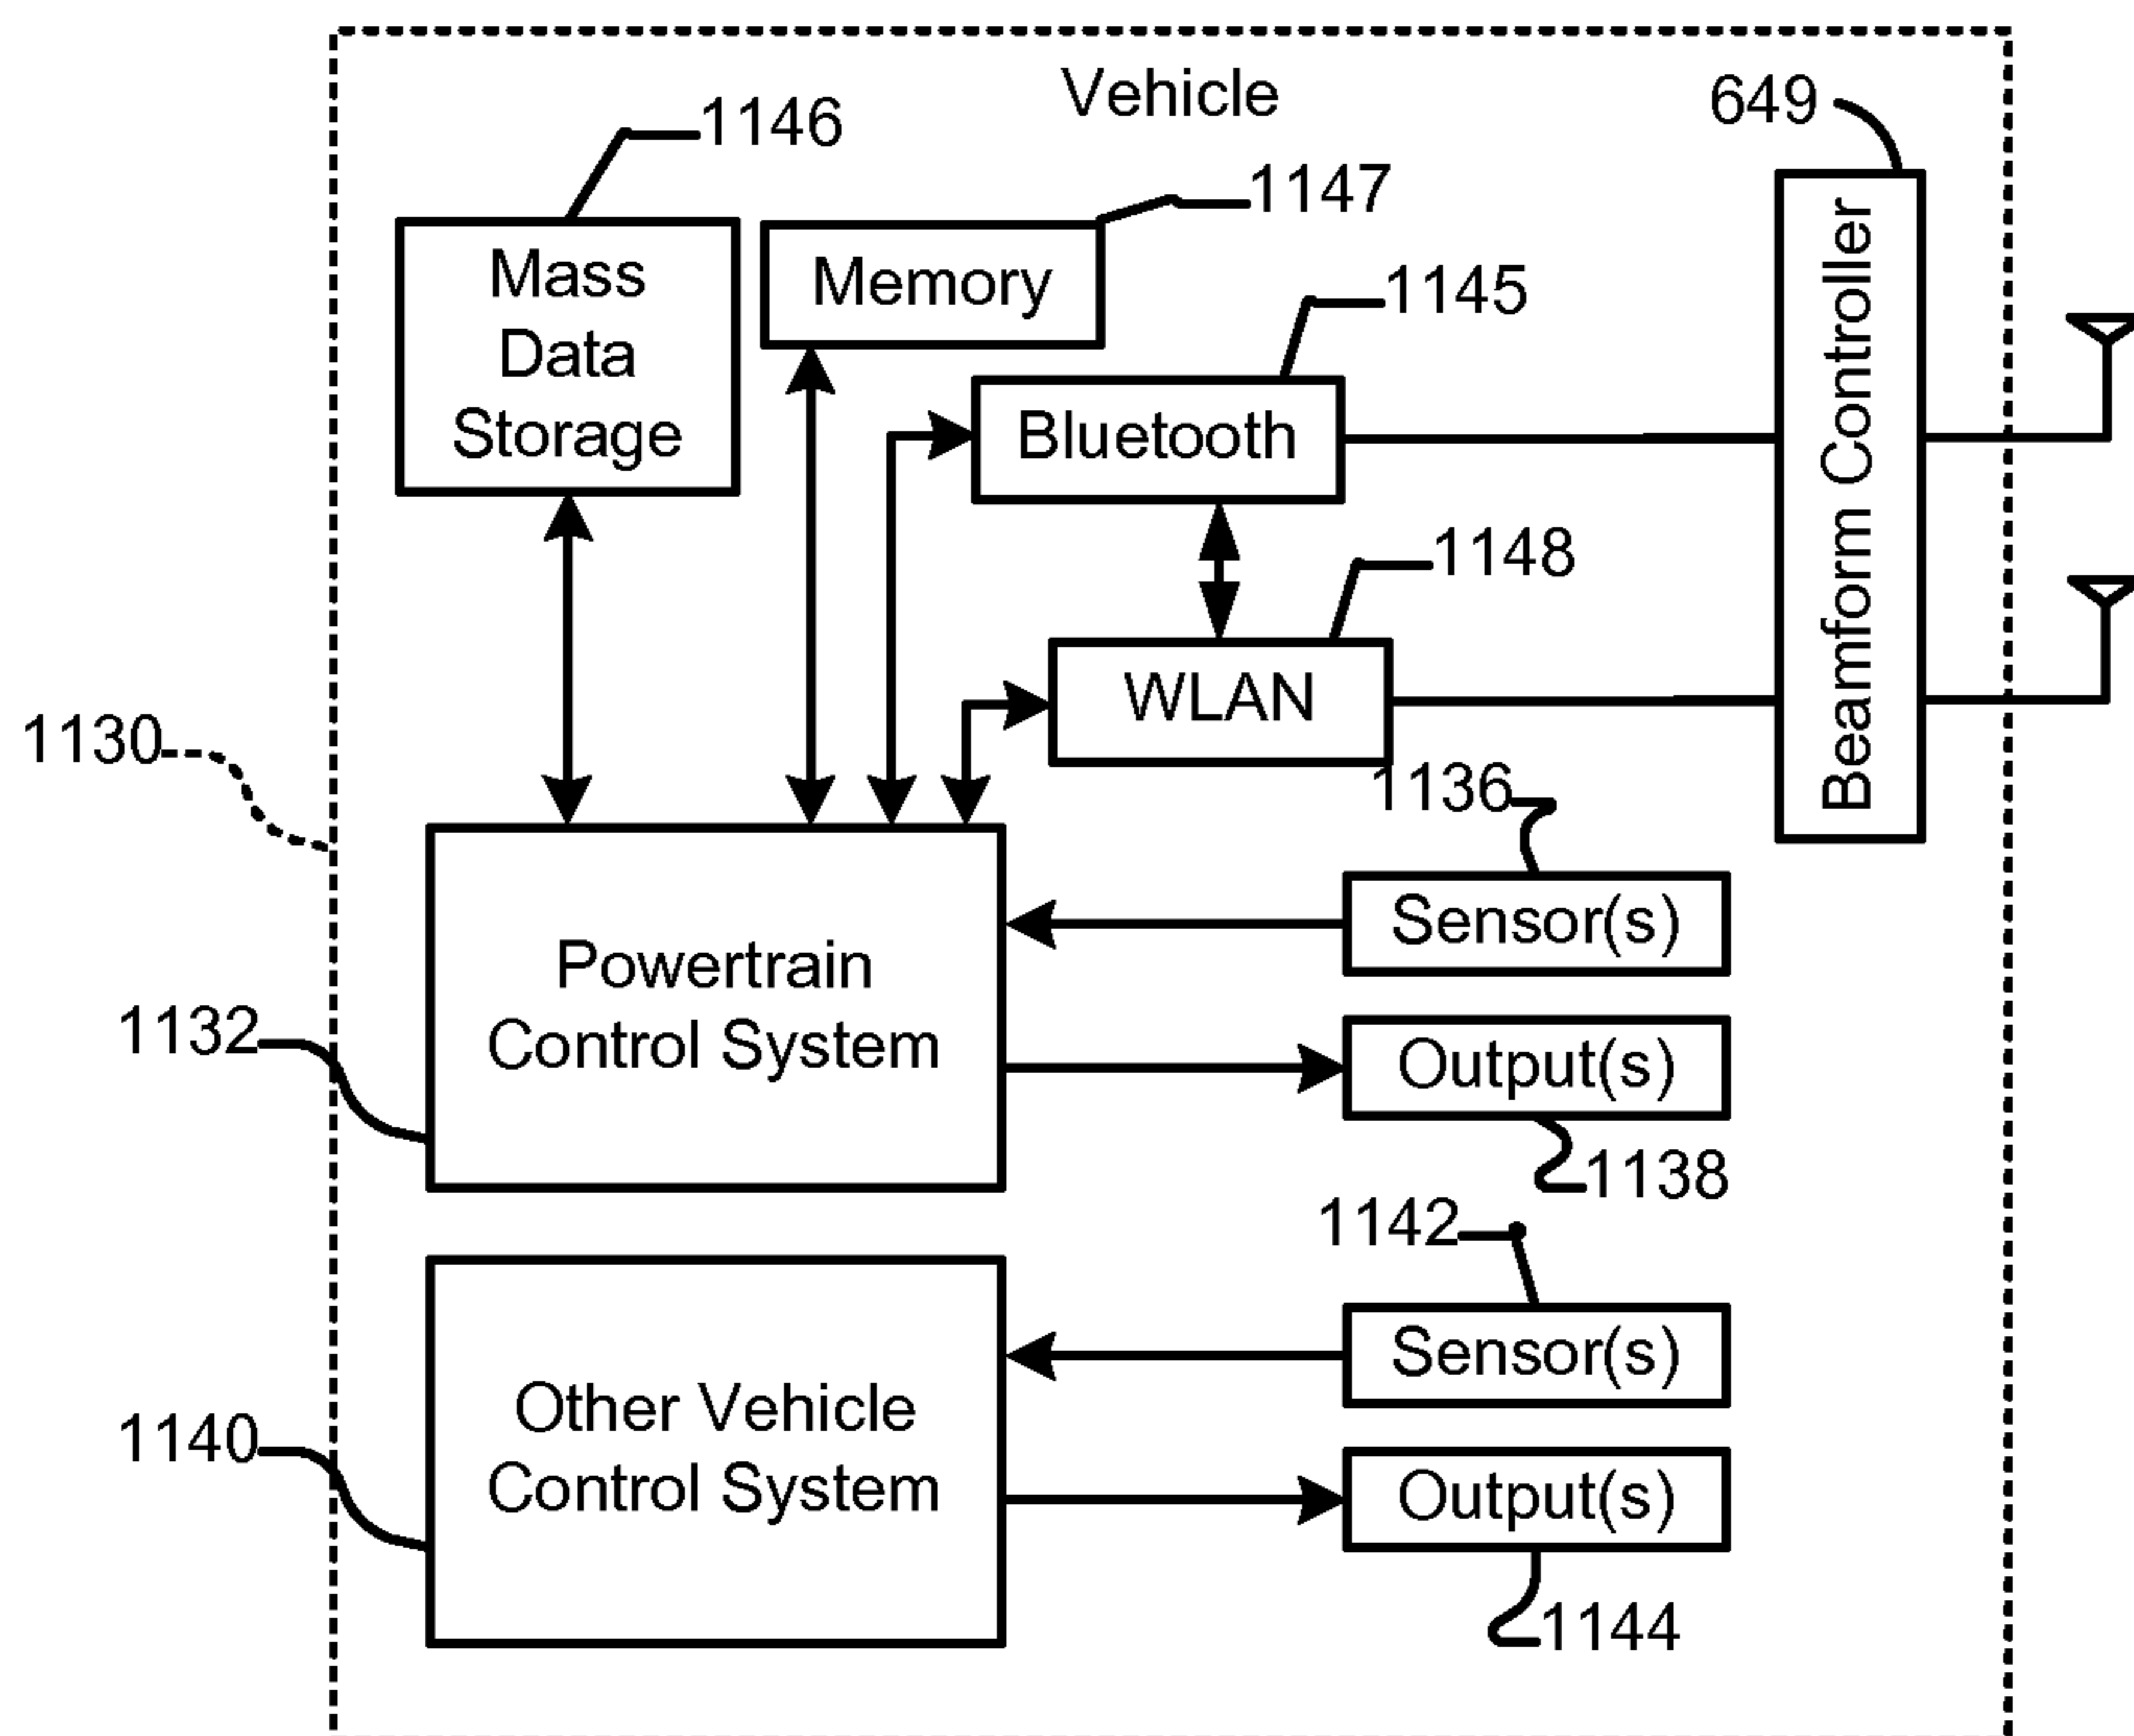 Vehicle
649
1146
1147
Mass
Data
Storage
Memory
1145
Bluetooth
Beamform Controller
1148
WLAN
1130
1136
Sensor(s)
Powertrain
Control System
1132
Output(s)
1138
1142
Sensor(s)
Other Vehicle
Control System
1140
Output(s)
1144